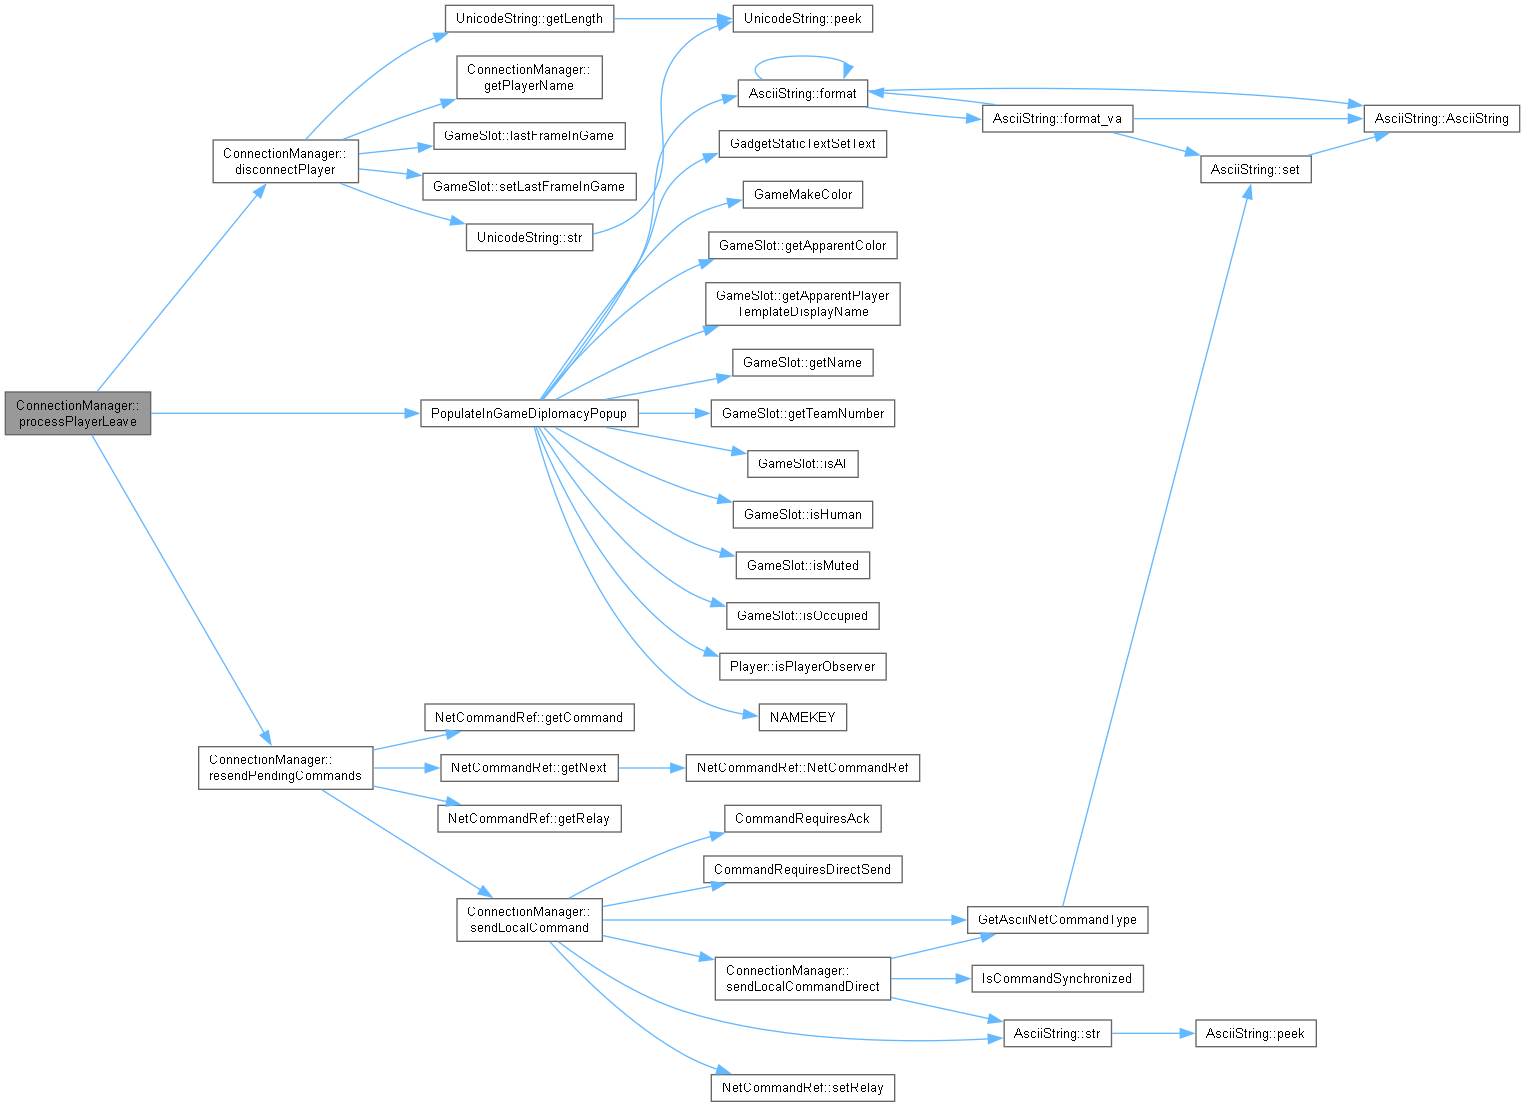 ConnectionManager::
processPlayerLeave
ConnectionManager::
disconnectPlayer
UnicodeString::getLength
UnicodeString::peek
ConnectionManager::
getPlayerName
GameSlot::lastFrameInGame
GameSlot::setLastFrameInGame
UnicodeString::str
PopulateInGameDiplomacyPopup
AsciiString::format
AsciiString::format_va
AsciiString::AsciiString
AsciiString::set
GadgetStaticTextSetText
GameMakeColor
GameSlot::getApparentColor
GameSlot::getApparentPlayer
TemplateDisplayName
GameSlot::getName
GameSlot::getTeamNumber
GameSlot::isAI
GameSlot::isHuman
GameSlot::isMuted
GameSlot::isOccupied
Player::isPlayerObserver
NAMEKEY
ConnectionManager::
resendPendingCommands
NetCommandRef::getCommand
NetCommandRef::getNext
NetCommandRef::NetCommandRef
NetCommandRef::getRelay
ConnectionManager::
sendLocalCommand
CommandRequiresAck
CommandRequiresDirectSend
GetAsciiNetCommandType
ConnectionManager::
sendLocalCommandDirect
IsCommandSynchronized
AsciiString::str
AsciiString::peek
NetCommandRef::setRelay